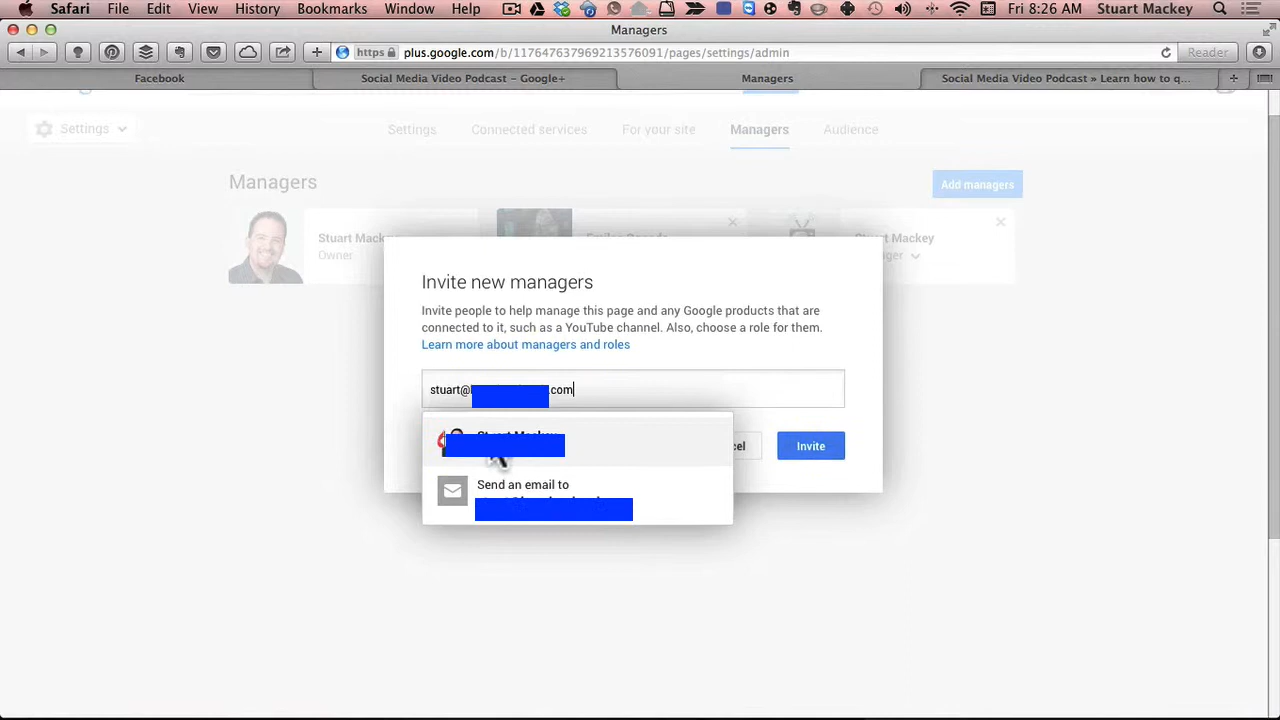 Safari File Edit View History Bookmarks Window Help Fri 8:26 AM Stuart Mackey
Managers
https plus.google.com/b/117647637969213576091/pages/settings/admin Reader
Facebook Social Media Video Podcast – Google+ Managers Social Media Video Podcast » Learn how to q...
Settings Settings Connected services For your site Managers Audience
Managers Add managers
Stuart Mackey Stuart Mackey
Owner
Invite new managers
Invite people to help manage this page and any Google products that are
connected to it, such as a YouTube channel. Also, choose a role for them.
Learn more about managers and roles
stuart@ .com
Invite
Send an email to